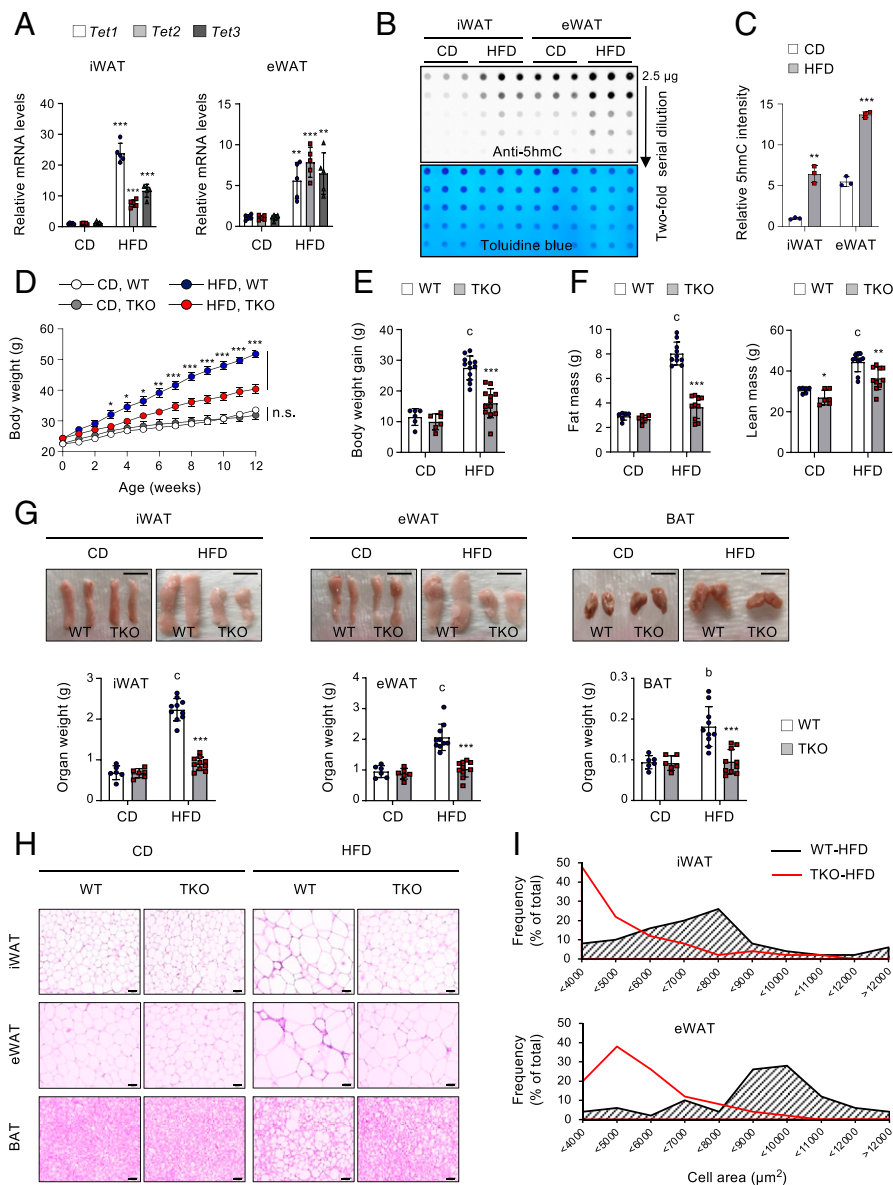 A
Tet1 Tet2 Tet3
iWAT
Relative mRNA levels
40
30
20
10
0
***
***
***
CD HFD
eWAT
Relative mRNA levels
15
10
5
0
**
***
**
CD HFD
B
iWAT eWAT
CD HFD CD HFD
2.5 µg
Anti-5hmC
Toluidine blue
Two-fold serial dilution
C
CD
HFD
Relative 5hmC intensity
15
10
5
0
**
***
iWAT eWAT
D
CD, WT HFD, WT
CD, TKO HFD, TKO
Body weight (g)
60
50
40
30
20
* * * ** *** *** *** *** *** ***
***
n.s.
0 2 4 6 8 10 12
Age (weeks)
E
WT TKO
Body weight gain (g)
40
30
20
10
0
c
***
CD HFD
F
WT TKO
Fat mass (g)
10
8
6
4
2
0
c
***
CD HFD
WT
TKO
Lean mass (g)
60
40
20
0
*
c
**
CD HFD
G
iWAT
CD HFD
WT TKO WT TKO
eWAT
CD HFD
WT TKO WT TKO
BAT
CD HFD
WT TKO WT TKO
Organ weight (g)
iWAT
3
2
1
0
c
***
CD HFD
Organ weight (g)
eWAT
4
3
2
1
0
c
***
CD HFD
Organ weight (g)
BAT
0.3
0.2
0.1
0
b
***
CD HFD
WT
TKO
H
CD HFD
WT TKO WT TKO
iWAT
eWAT
BAT
I
WT-HFD
TKO-HFD
iWAT
Frequency
(% of total)
50
40
30
20
10
0
<4000 <5000 <6000 <7000 <8000 <9000 <10000 <11000 <12000 >12000
eWAT
Frequency
(% of total)
50
40
30
20
10
0
<4000 <5000 <6000 <7000 <8000 <9000 <10000 <11000 <12000 >12000
Cell area (µm²)